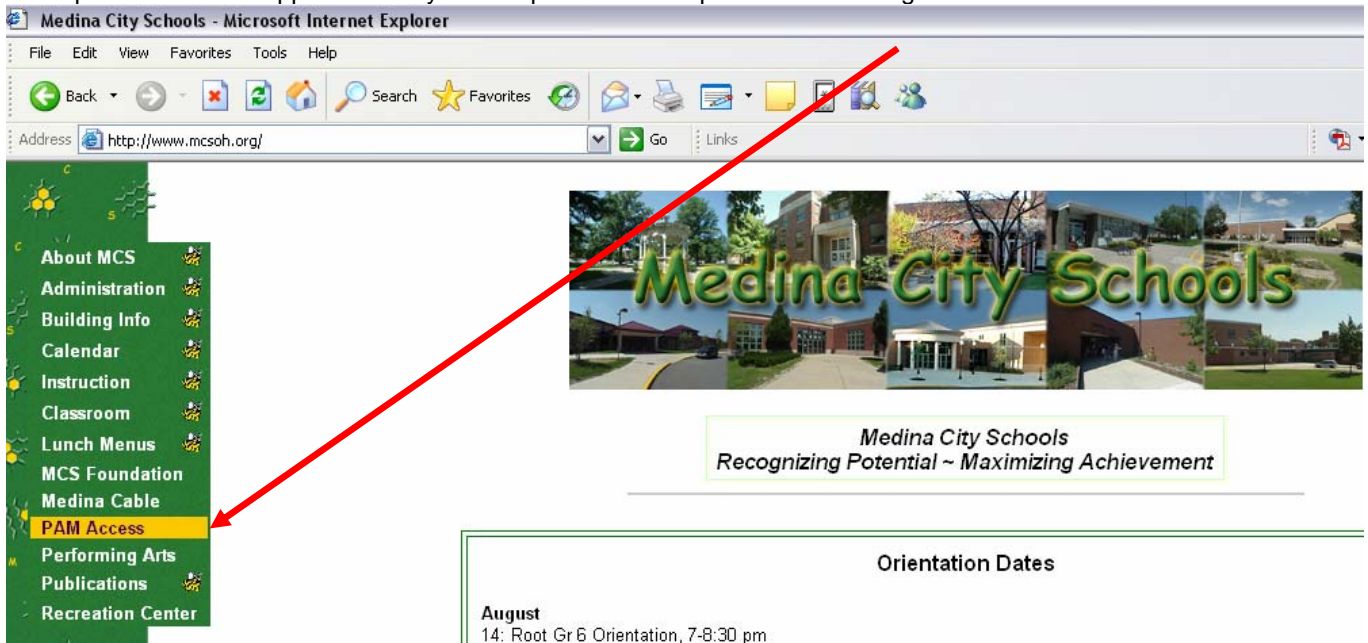 Medina City Schools - Microsoft Internet Explorer
File Edit View Favorites Tools Help
Back Search Favorites
Address http://www.mcsoh.org/ Go Links
C
S
C
About MCS
Administration
Building Info
S
Calendar
Instruction
Classroom
Lunch Menus
MCS Foundation
Medina Cable
PAM Access
M
Performing Arts
Publications
Recreation Center
Medina City Schools
Medina City Schools
Recognizing Potential ~ Maximizing Achievement
Orientation Dates
August
14: Root Gr 6 Orientation, 7-8:30 pm